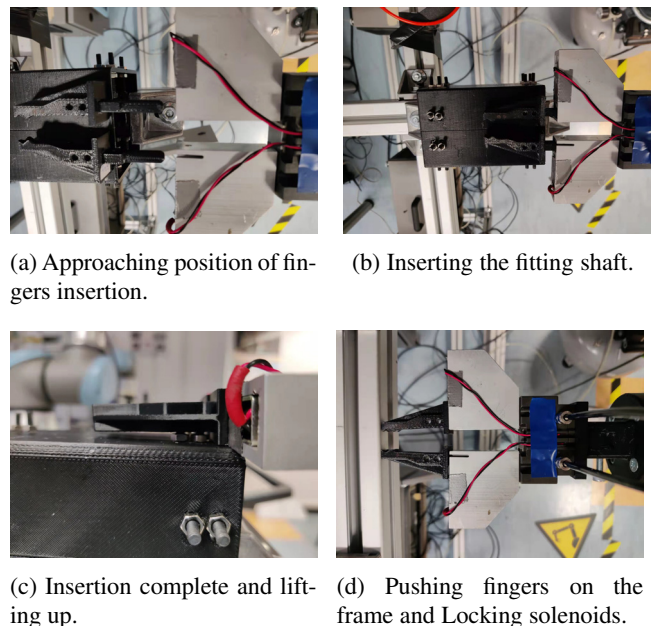 (a) Approaching position of fin-
gers insertion.
(b) Inserting the fitting shaft.
(c) Insertion complete and lift-
ing up.
(d) Pushing fingers on the
frame and Locking solenoids.